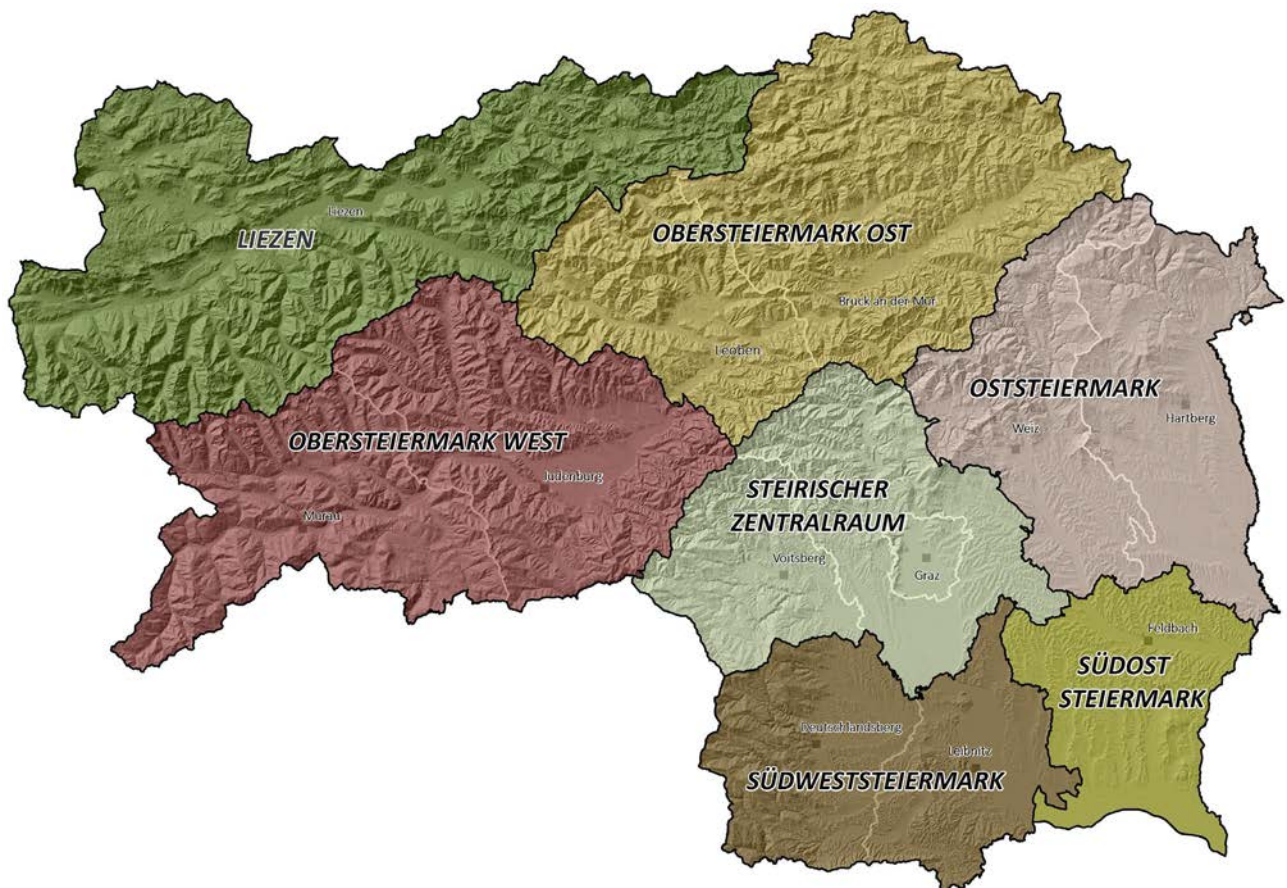 Liezen
LIEZEN
OBERSTEIERMARK OST
Bruck an der Mur
Leoben
OSTSTEIERMARK
Hartberg
Weiz
OBERSTEIERMARK WEST
Judenburg
Murau
STEIRISCHER
ZENTRALRAUM
Voitsberg
Graz
Feldbach
SÜDOST
STEIERMARK
Deutschlandsberg
Leibnitz
SÜDWESTSTEIERMARK